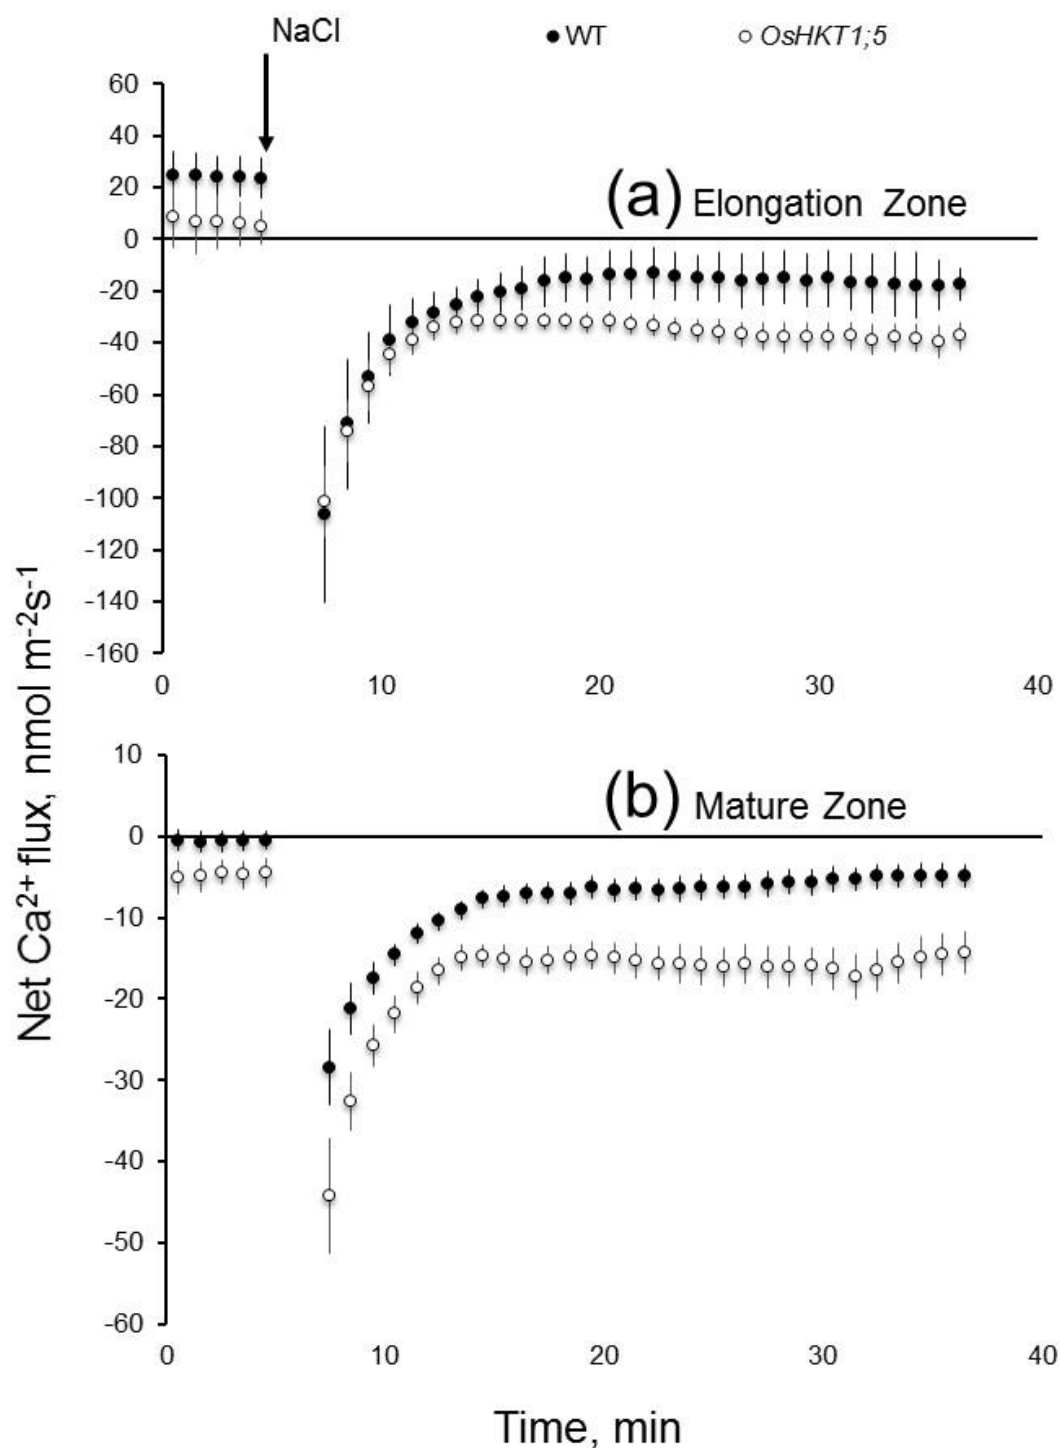 NaCl
WT
OsHKT1;5
60
40
20
0
-20
-40
-60
-80
-100
-120
-140
-160
(a) Elongation Zone
0 10 20 30 40
10
0
-10
-20
-30
-40
-50
-60
(b) Mature Zone
0 10 20 30 40
Net Ca²⁺ flux, nmol m⁻²s⁻¹
Time, min